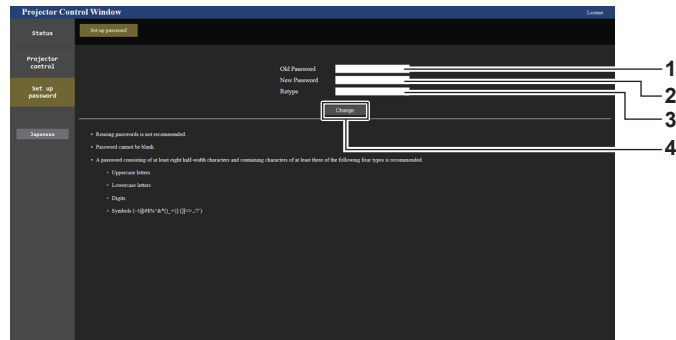 Projector Control Window
License
Status
Set up password
Projector
control
Set up
password
Japanese
Old Password
New Password
Retype
Change
1
2
3
4
• Reusing passwords is not recommended.
• Password cannot be blank.
• A password consisting of at least eight half-width characters and containing characters of at least three of the following four types is recommended.
• Uppercase letters
• Lowercase letters
• Digits
• Symbols